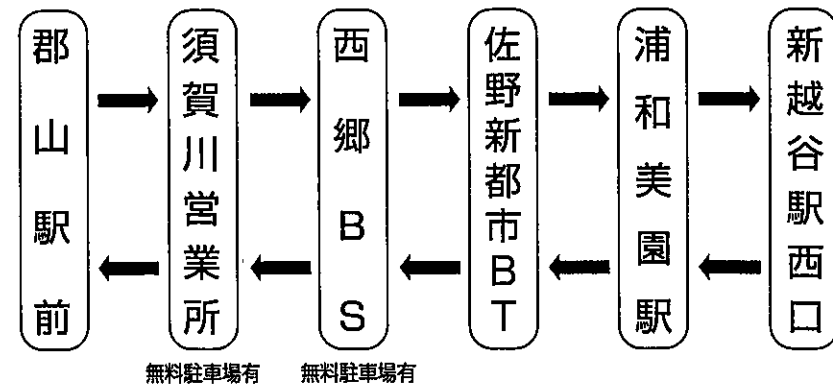 郡山駅前
須賀川営業所
西郷BS
佐野新都市BT
浦和美園駅
新越谷駅西口
無料駐車場有
無料駐車場有